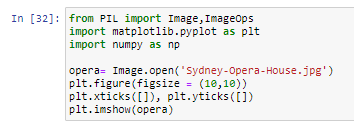 In [32]: from PIL import Image,ImageOps
import matplotlib.pyplot as plt
import numpy as np
opera= Image.open('Sydney-Opera-House.jpg')
plt.figure(figsize = (10,10))
plt.xticks([]), plt.yticks([])
plt.imshow(opera)